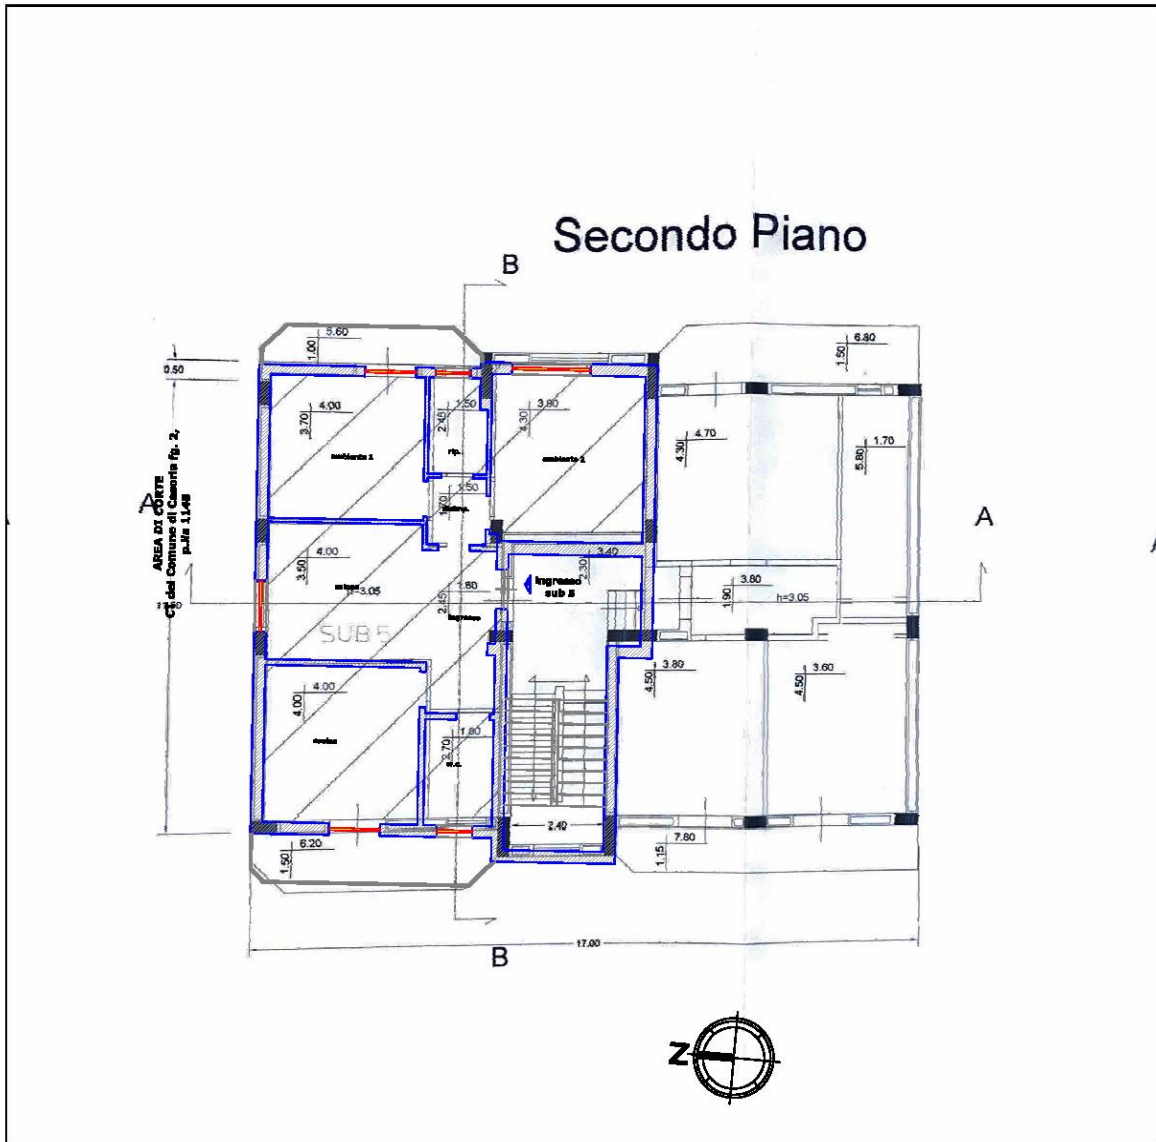 Secondo Piano
B
5.60
1.00
6.80
1.50
0.50
4.00
3.70
1.50
2.45
3.80
4.30
4.70
4.30
1.70
5.80
ambiente 1
rip.
ambiente 2
1.50
disimp.
A
A
AREA DI CORTE
CT del Comune di Casoria fg. 2,
p.lla 1148
4.00
3.50
h=3.05
1.80
2.45
ingresso
3.40
2.30
ingresso
sub 5
3.80
1.90
h=3.05
SUB 5
4.00
4.00
1.80
w.c.
3.80
4.50
3.60
4.50
2.40
6.20
1.50
7.80
1.15
17.00
B
Z